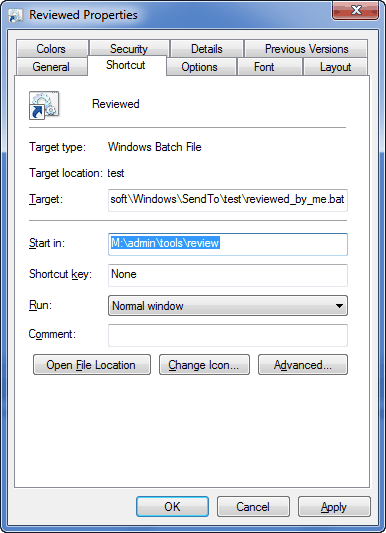 Reviewed Properties
Colors Security Details Previous Versions
General Shortcut Options Font Layout
Reviewed
Target type: Windows Batch File
Target location: test
Target: soft\Windows\SendTo\test\reviewed_by_me.bat
Start in: M:\admin\tools\review
Shortcut key: None
Run: Normal window
Comment:
Open File Location Change Icon... Advanced...
OK Cancel Apply